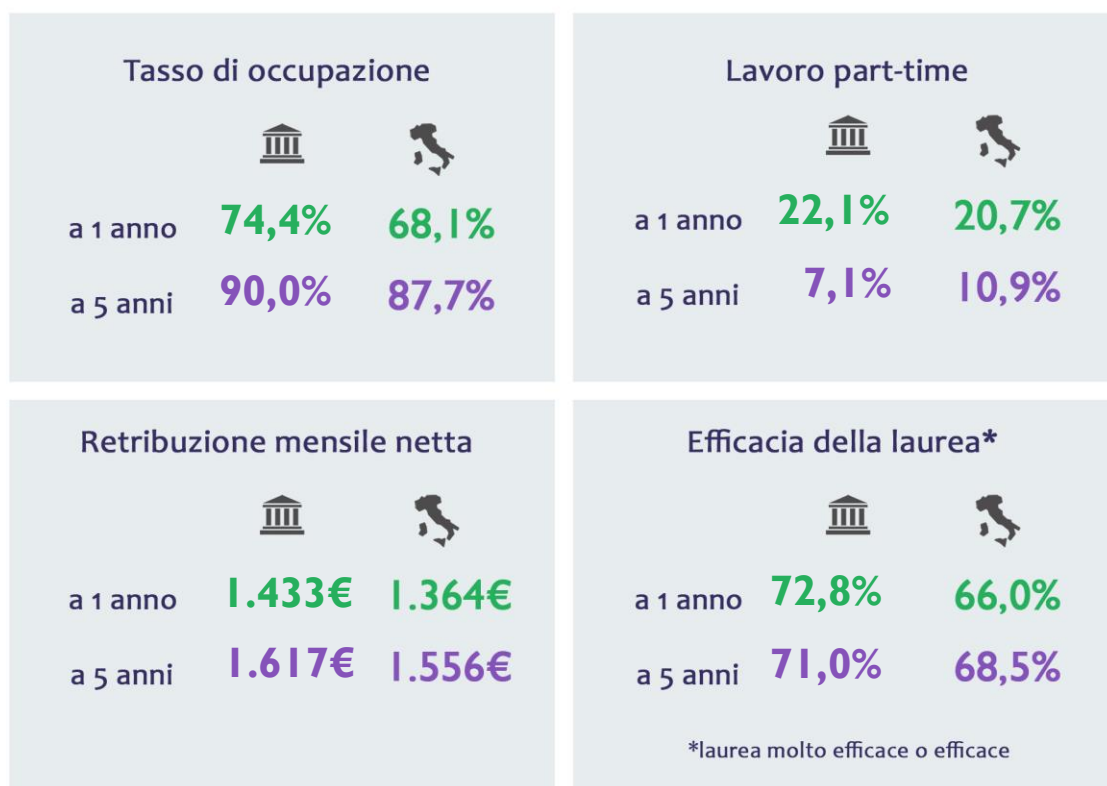 Tasso di occupazione
a 1 anno 74,4% 68,1%
a 5 anni 90,0% 87,7%
Lavoro part-time
a 1 anno 22,1% 20,7%
a 5 anni 7,1% 10,9%
Retribuzione mensile netta
a 1 anno 1.433€ 1.364€
a 5 anni 1.617€ 1.556€
Efficacia della laurea*
a 1 anno 72,8% 66,0%
a 5 anni 71,0% 68,5%
*laurea molto efficace o efficace